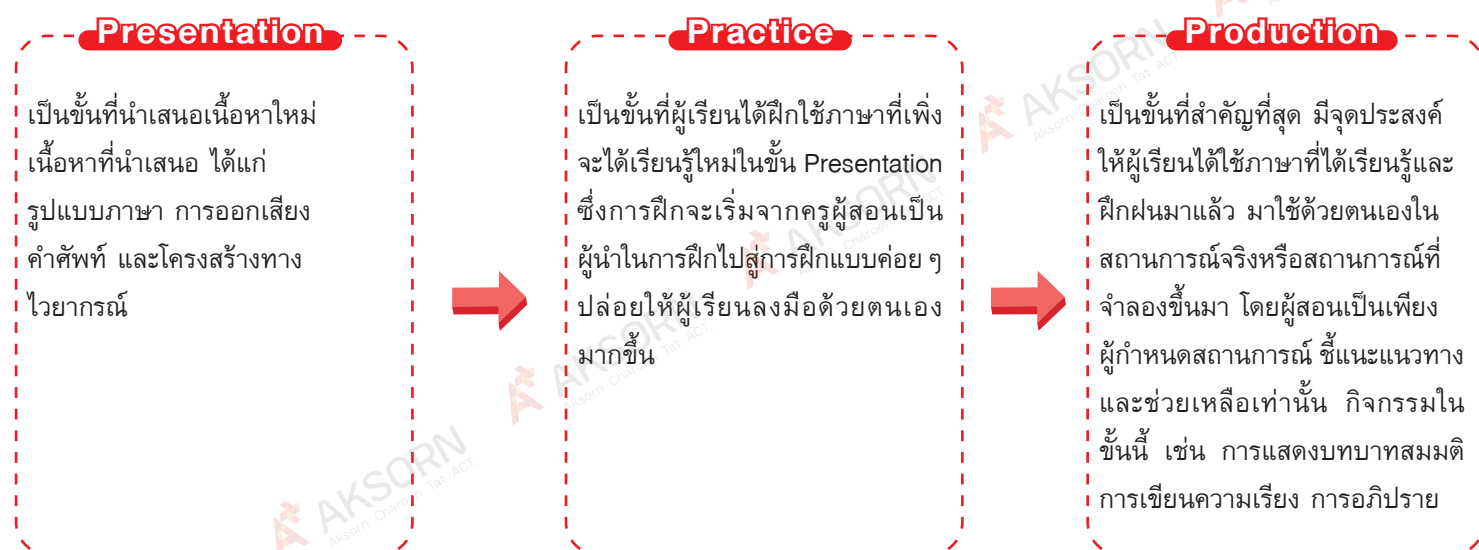 Presentation
เป็นขั้นที่นำเสนอเนื้อหาใหม่
เนื้อหาที่นำเสนอ ได้แก่
รูปแบบภาษา การออกเสียง
คำศัพท์ และโครงสร้างทาง
ไวยากรณ์
Practice
เป็นขั้นที่ผู้เรียนได้ฝึกใช้ภาษาที่เพิ่ง
จะได้เรียนรู้ใหม่ในขั้น Presentation
ซึ่งการฝึกจะเริ่มจากครูผู้สอนเป็น
ผู้นำในการฝึกไปสู่การฝึกแบบค่อย ๆ
ปล่อยให้ผู้เรียนลงมือด้วยตนเอง
มากขึ้น
Production
เป็นขั้นที่สำคัญที่สุด มีจุดประสงค์
ให้ผู้เรียนได้ใช้ภาษาที่ได้เรียนรู้และ
ฝึกฝนมาแล้ว มาใช้ด้วยตนเองใน
สถานการณ์จริงหรือสถานการณ์ที่
จำลองขึ้นมา โดยผู้สอนเป็นเพียง
ผู้กำหนดสถานการณ์ ชี้แนะแนวทาง
และช่วยเหลือเท่านั้น กิจกรรมใน
ขั้นนี้ เช่น การแสดงบทบาทสมมติ
การเขียนความเรียง การอภิปราย
AKSORN
Aksorn Charoen Tat ACT.
AKSORN
Aksorn Charoen Tat ACT.
AKSORN
Charoen Tat ACT.
AKSORN
Aksorn Charoen Tat ACT.